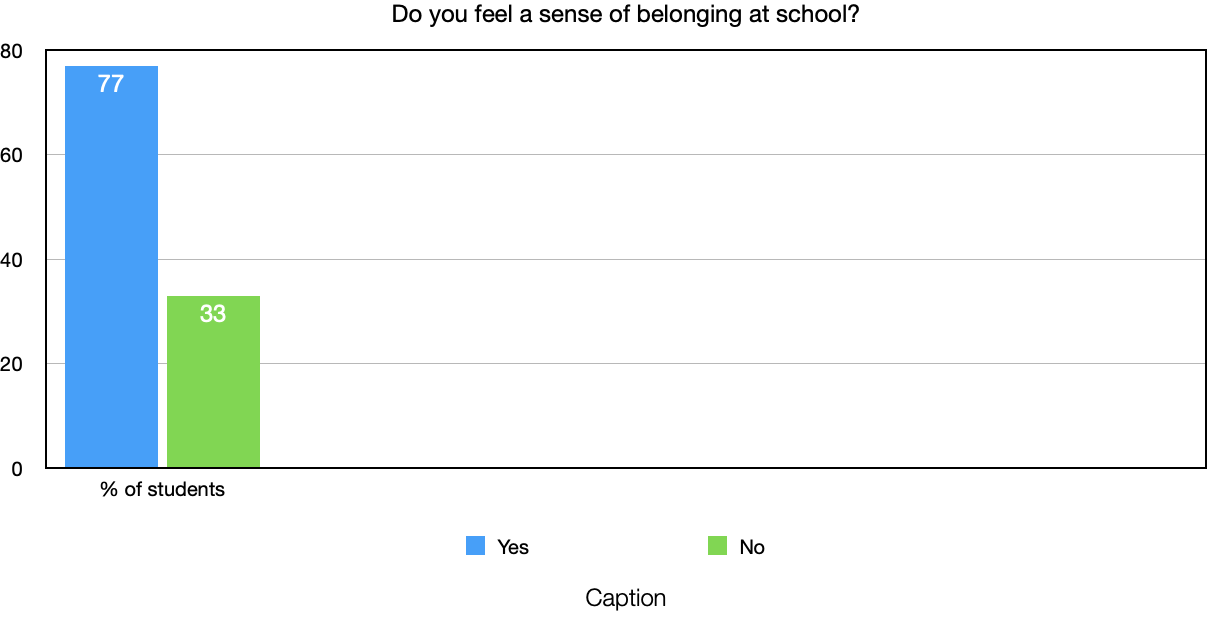 Do you feel a sense of belonging at school?
80
77
60
40
33
20
0
% of students
Yes No
Caption